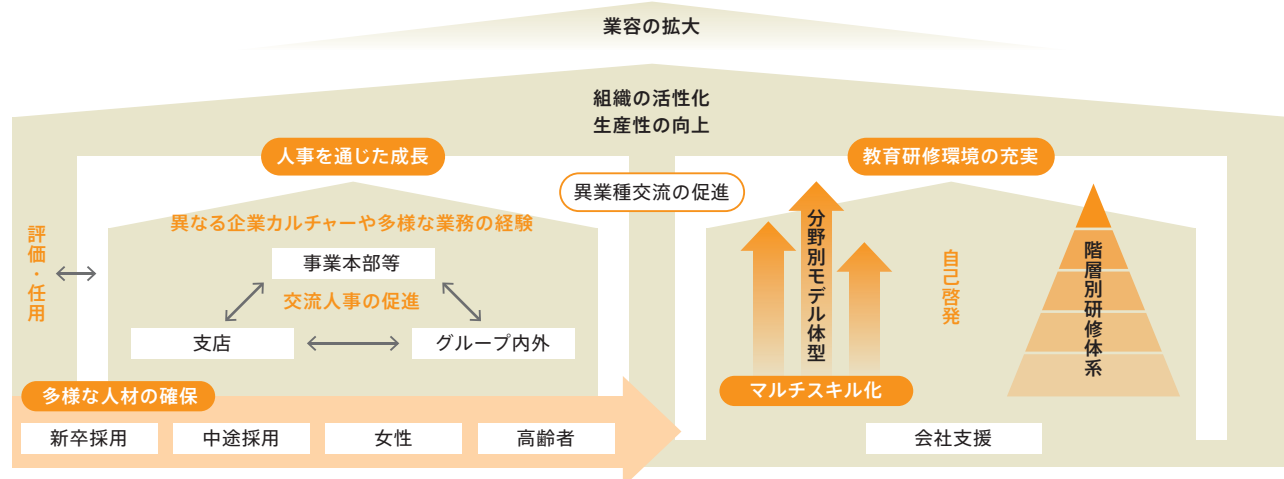 業容の拡大
組織の活性化
生産性の向上
人事を通じた成長
教育研修環境の充実
異業種交流の促進
評価・任用
異なる企業カルチャーや多様な業務の経験
事業本部等
交流人事の促進
支店
グループ内外
分野別モデル体型
自己啓発
階層別研修体系
マルチスキル化
多様な人材の確保
新卒採用
中途採用
女性
高齢者
会社支援